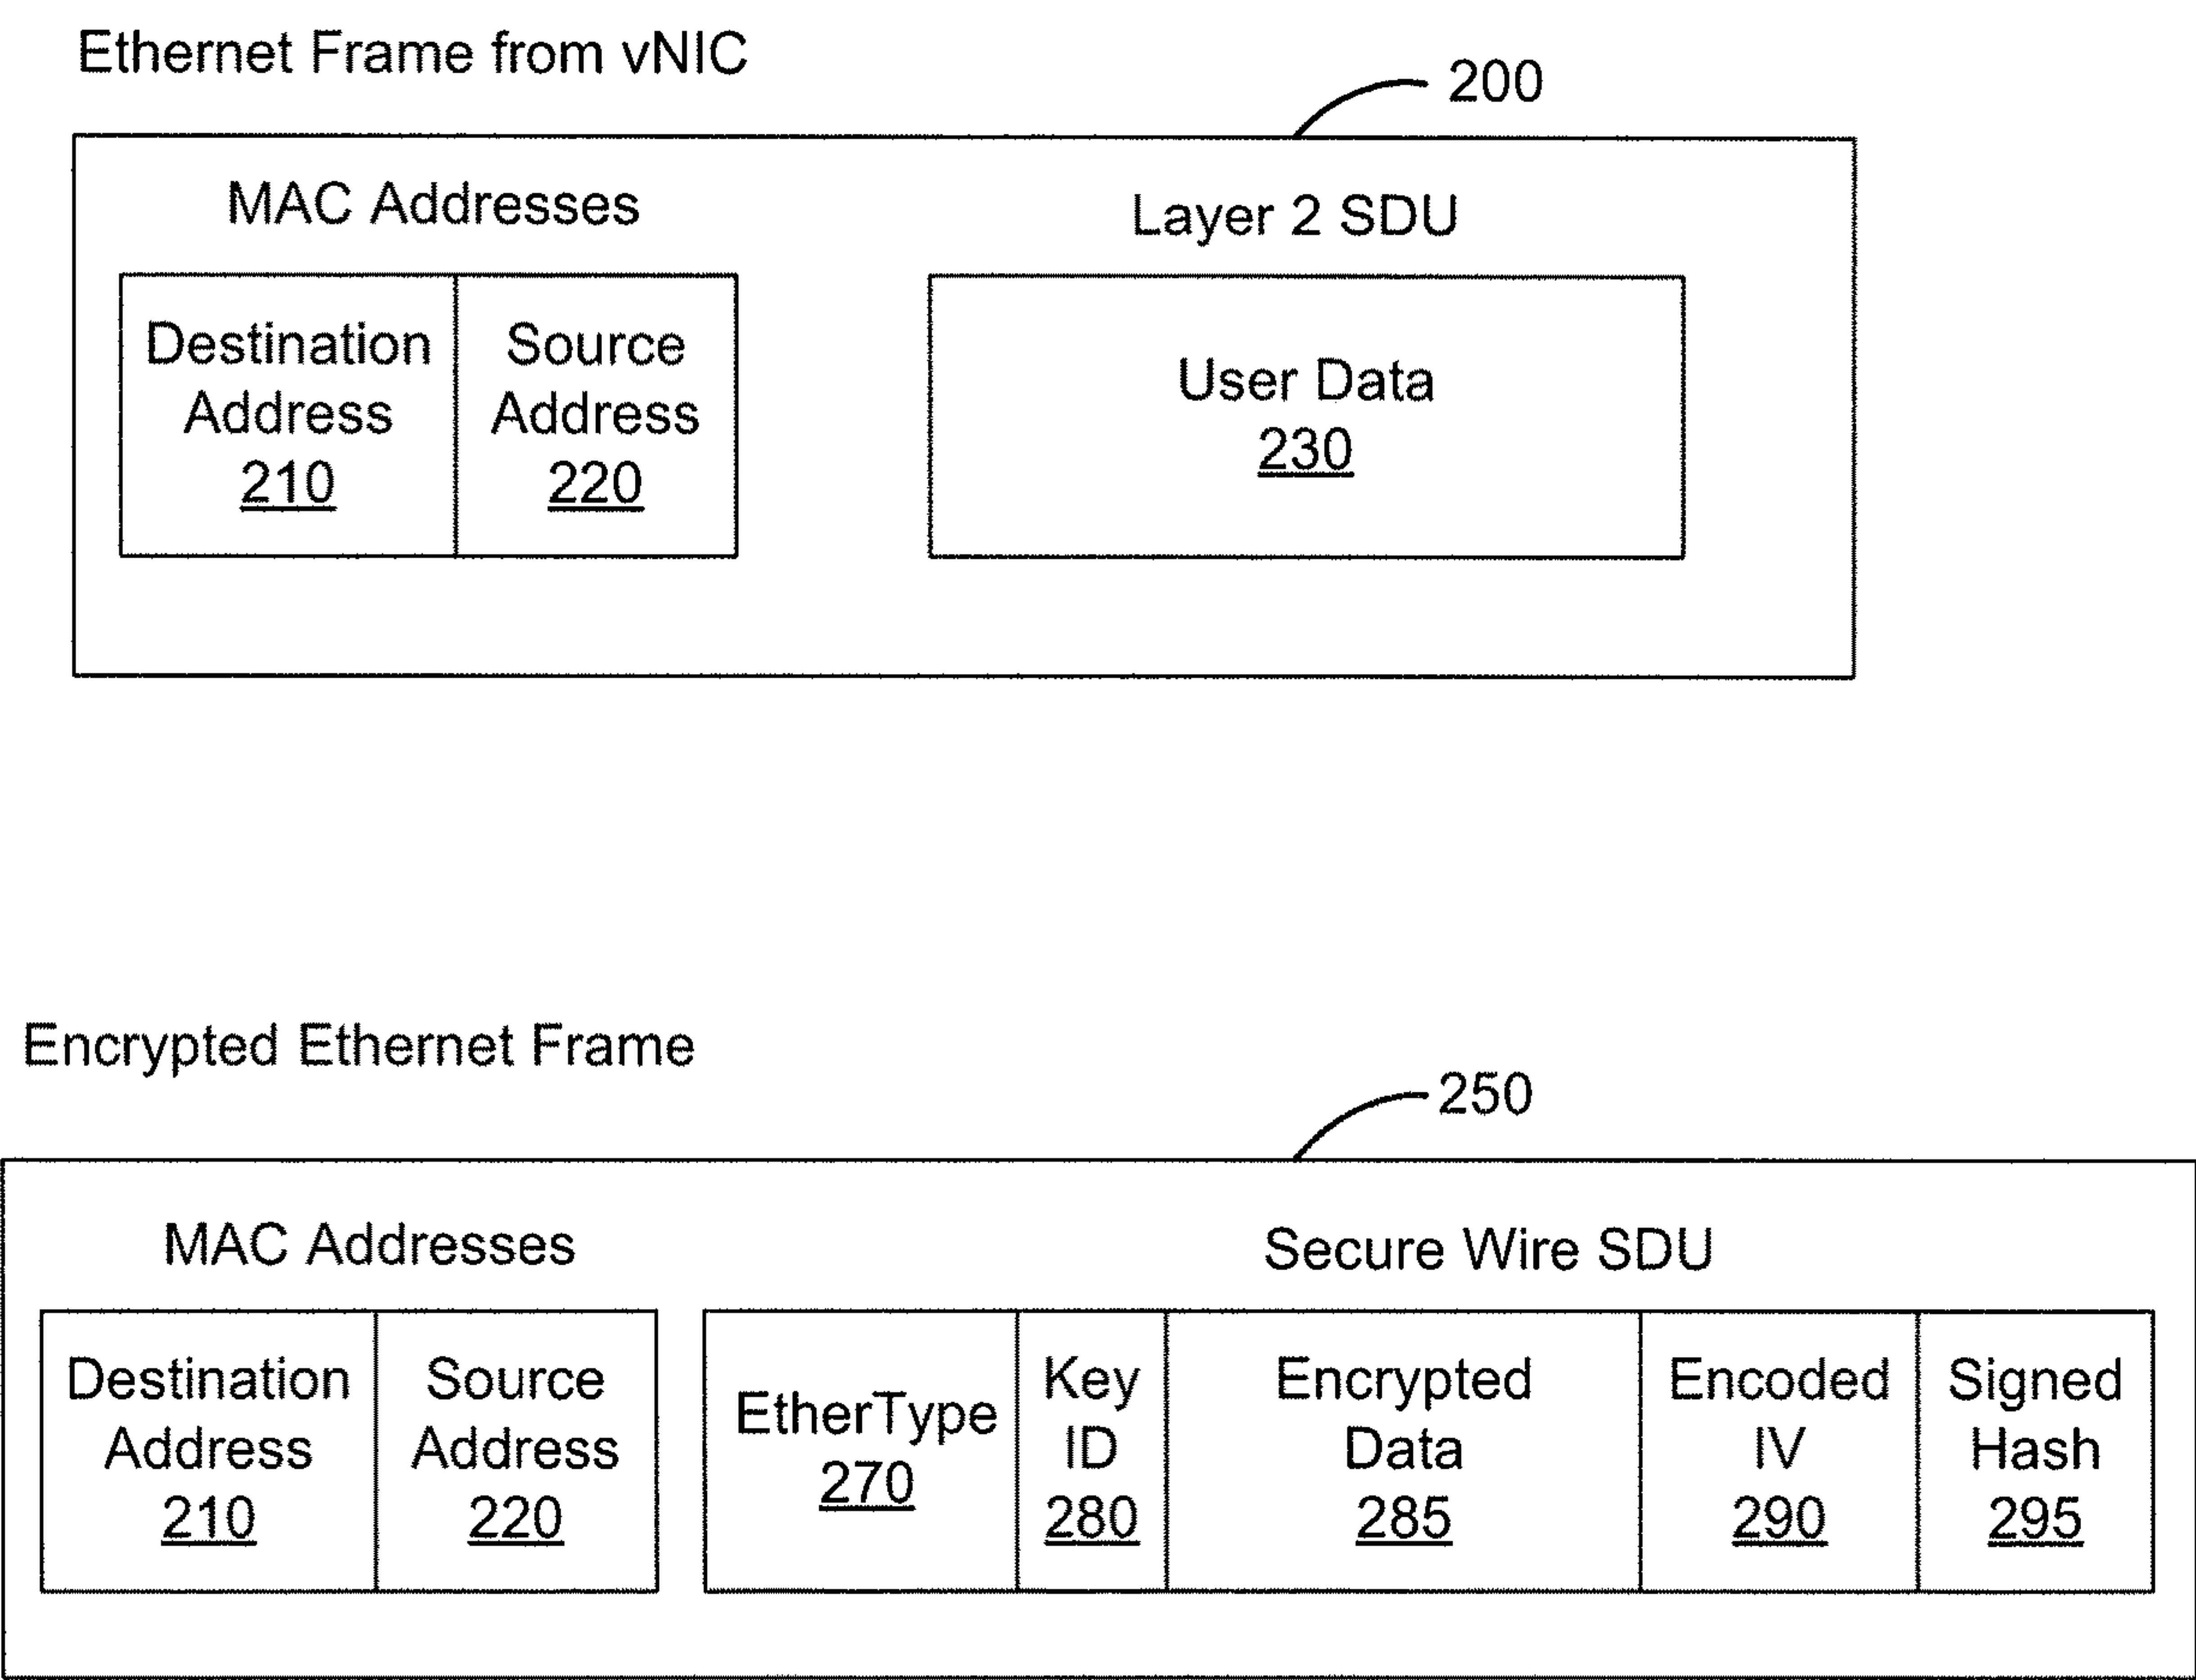 Ethernet Frame from vNIC
200
MAC Addresses
Layer 2 SDU
Destination
Address
210
Source
Address
220
User Data
230
Encrypted Ethernet Frame
250
MAC Addresses
Secure Wire SDU
Destination
Address
210
Source
Address
220
EtherType
270
Key
ID
280
Encrypted
Data
285
Encoded
IV
290
Signed
Hash
295